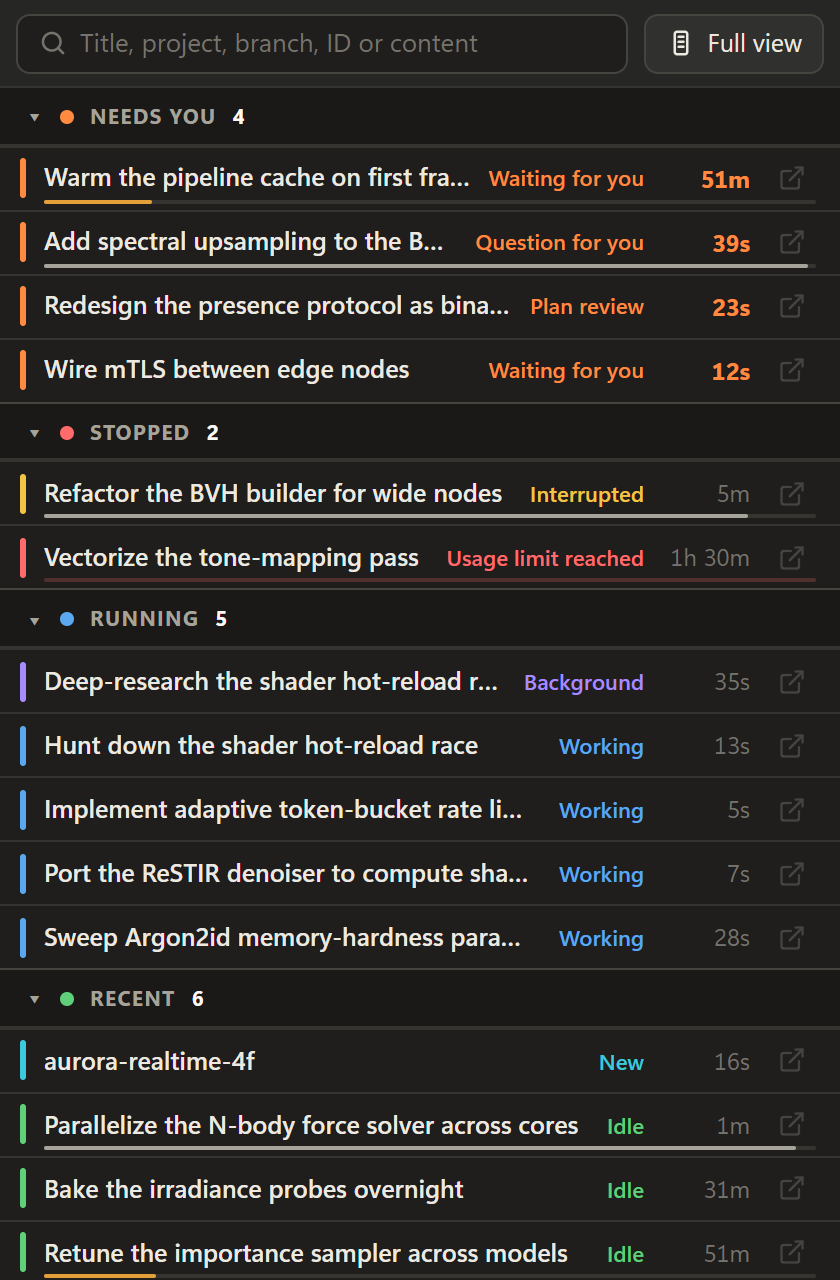 Title, project, branch, ID or content
Full view
NEEDS YOU 4
Warm the pipeline cache on first fra... Waiting for you 51m
Add spectral upsampling to the B... Question for you 39s
Redesign the presence protocol as bina... Plan review 23s
Wire mTLS between edge nodes Waiting for you 12s
STOPPED 2
Refactor the BVH builder for wide nodes Interrupted 5m
Vectorize the tone-mapping pass Usage limit reached 1h 30m
RUNNING 5
Deep-research the shader hot-reload r... Background 35s
Hunt down the shader hot-reload race Working 13s
Implement adaptive token-bucket rate li... Working 5s
Port the ReSTIR denoiser to compute sha... Working 7s
Sweep Argon2id memory-hardness para... Working 28s
RECENT 6
aurora-realtime-4f New 16s
Parallelize the N-body force solver across cores Idle 1m
Bake the irradiance probes overnight Idle 31m
Retune the importance sampler across models Idle 51m